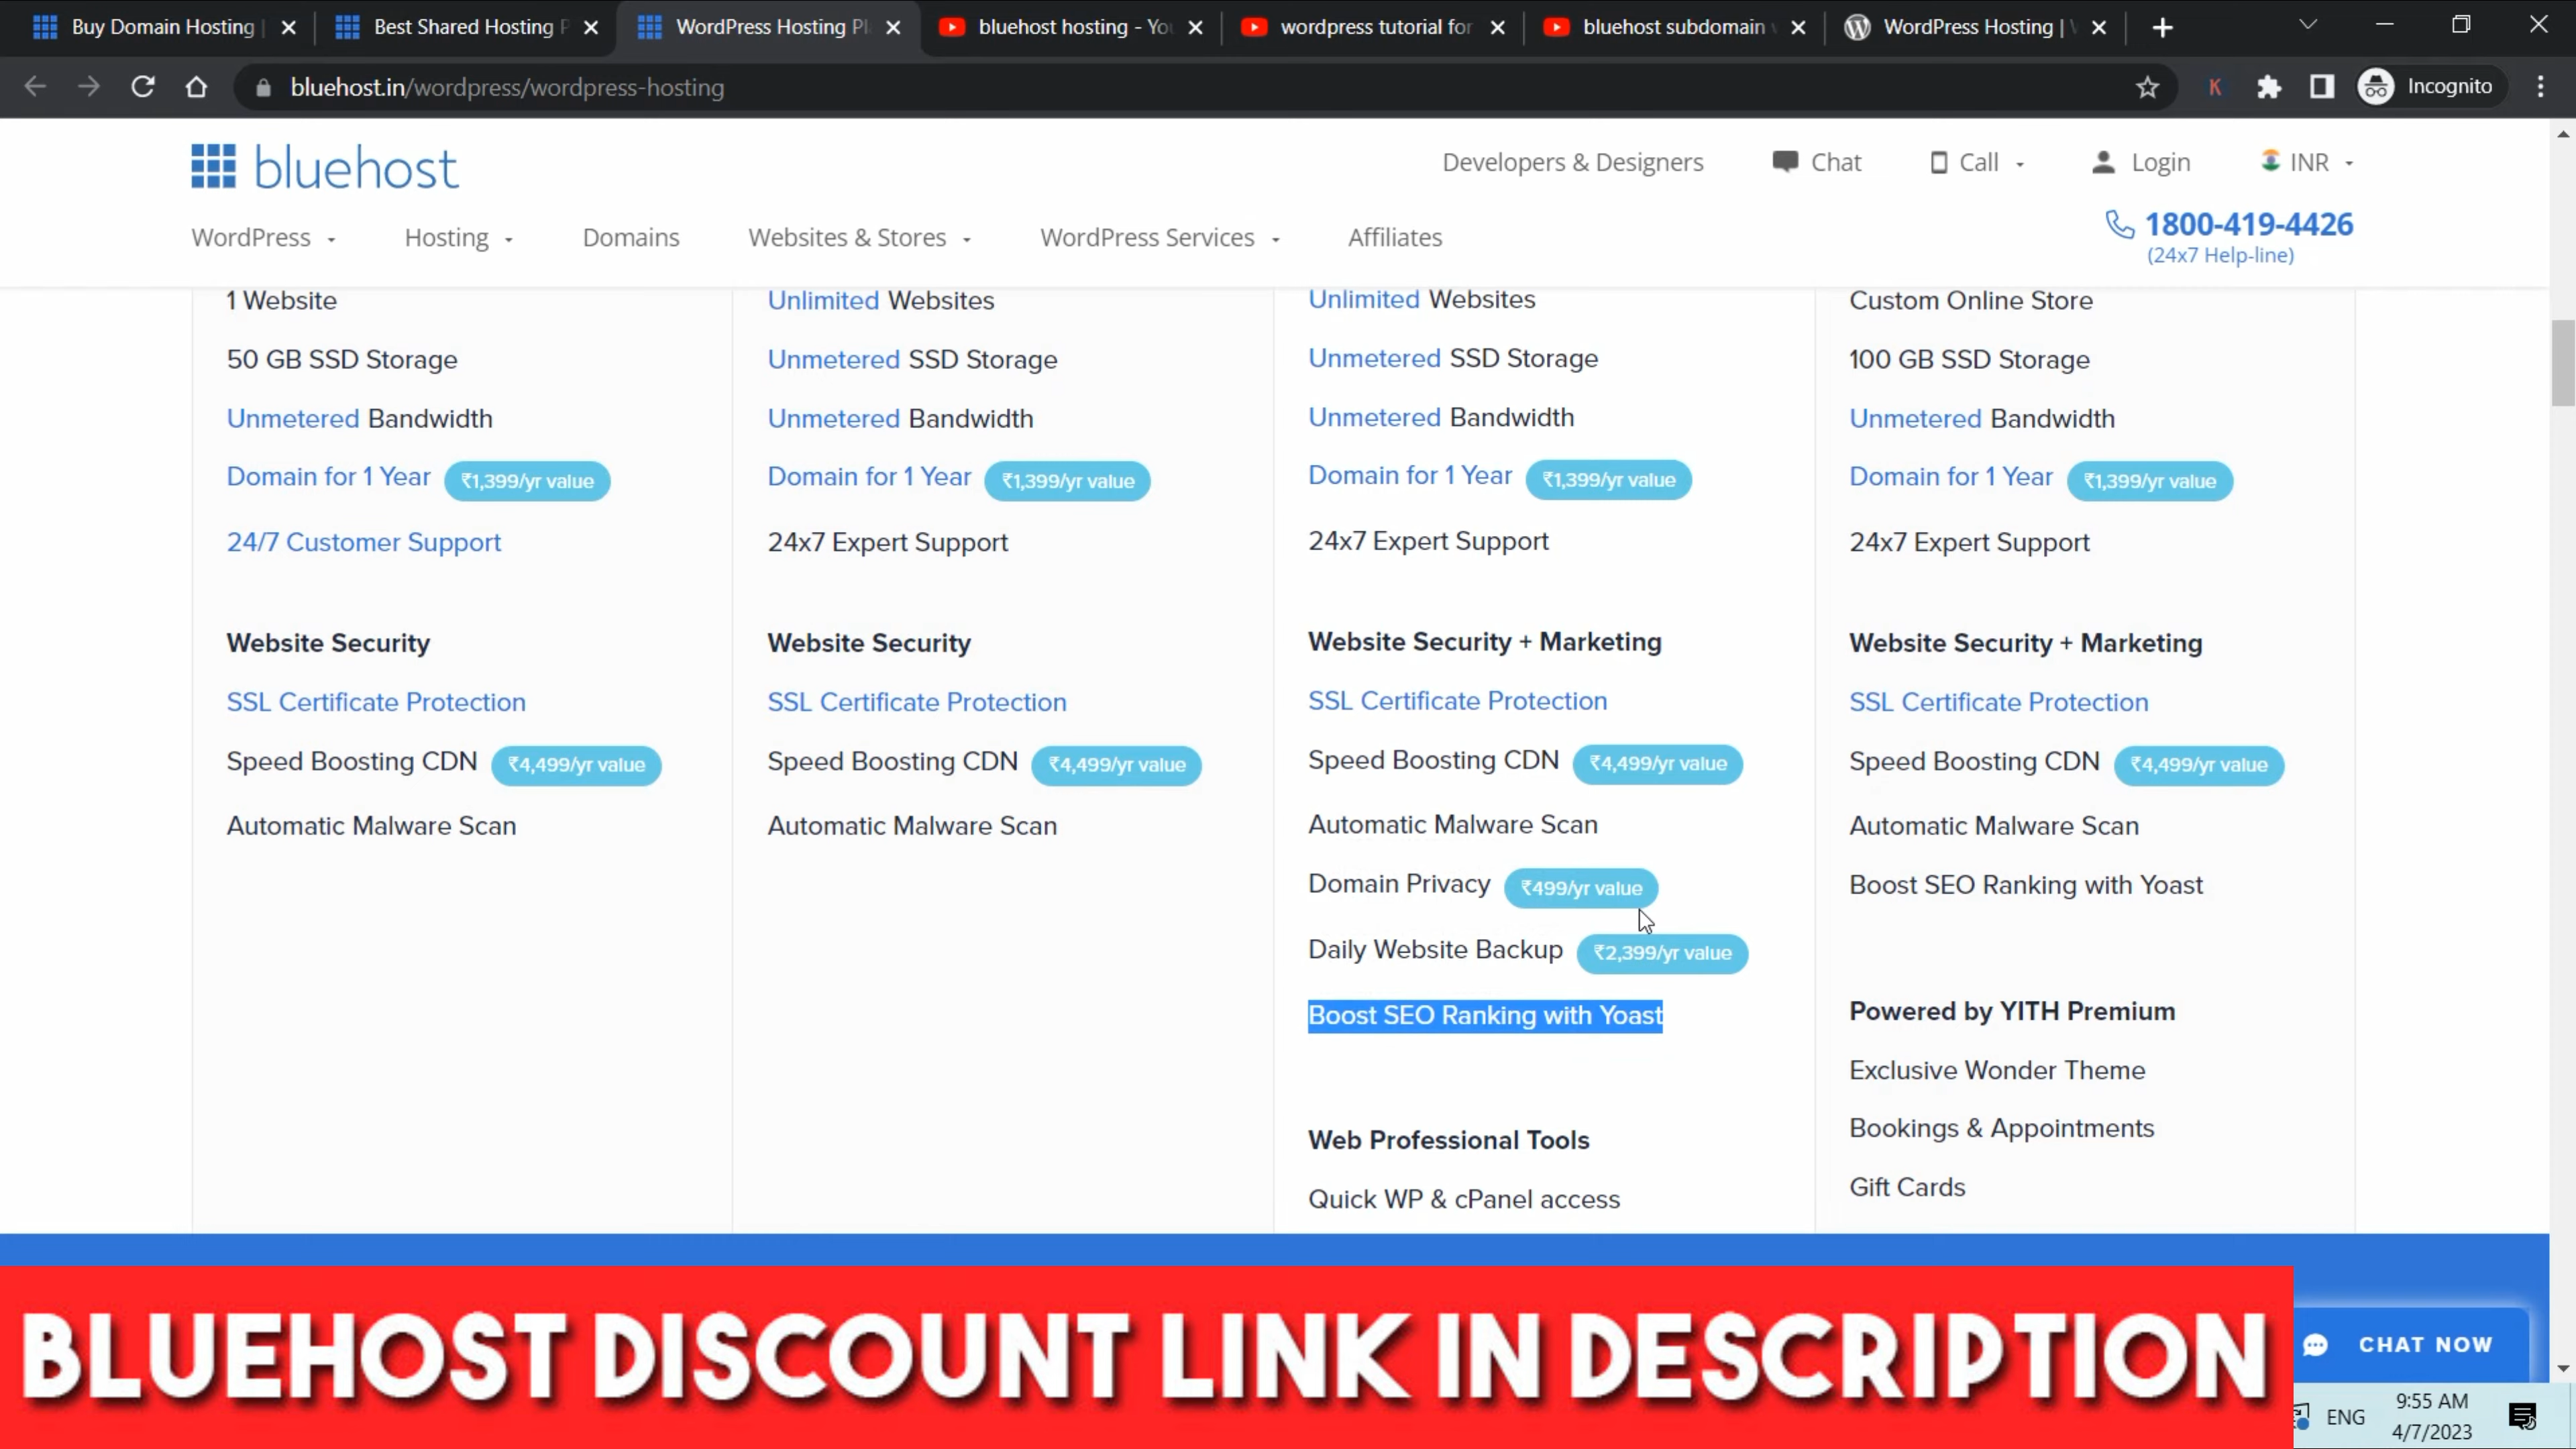 Buy Domain Hosting |
Best Shared Hosting P
WordPress Hosting Pl
bluehost hosting - You
wordpress tutorial for
bluehost subdomain
WordPress Hosting |
bluehost.in/wordpress/wordpress-hosting
K
Incognito
bluehost
Developers & Designers
Chat
Call
Login
INR
WordPress
Hosting
Domains
Websites & Stores
WordPress Services
Affiliates
1800-419-4426
(24x7 Help-line)
1 Website
50 GB SSD Storage
Unmetered Bandwidth
Domain for 1 Year ₹1,399/yr value
24/7 Customer Support
Website Security
SSL Certificate Protection
Speed Boosting CDN ₹4,499/yr value
Automatic Malware Scan
Unlimited Websites
Unmetered SSD Storage
Unmetered Bandwidth
Domain for 1 Year ₹1,399/yr value
24x7 Expert Support
Website Security
SSL Certificate Protection
Speed Boosting CDN ₹4,499/yr value
Automatic Malware Scan
Unlimited Websites
Unmetered SSD Storage
Unmetered Bandwidth
Domain for 1 Year ₹1,399/yr value
24x7 Expert Support
Website Security + Marketing
SSL Certificate Protection
Speed Boosting CDN ₹4,499/yr value
Automatic Malware Scan
Domain Privacy ₹499/yr value
Daily Website Backup ₹2,399/yr value
Boost SEO Ranking with Yoast
Web Professional Tools
Quick WP & cPanel access
Custom Online Store
100 GB SSD Storage
Unmetered Bandwidth
Domain for 1 Year ₹1,399/yr value
24x7 Expert Support
Website Security + Marketing
SSL Certificate Protection
Speed Boosting CDN ₹4,499/yr value
Automatic Malware Scan
Boost SEO Ranking with Yoast
Powered by YITH Premium
Exclusive Wonder Theme
Bookings & Appointments
Gift Cards
BLUEHOST DISCOUNT LINK IN DESCRIPTION
CHAT NOW
ENG
9:55 AM
4/7/2023